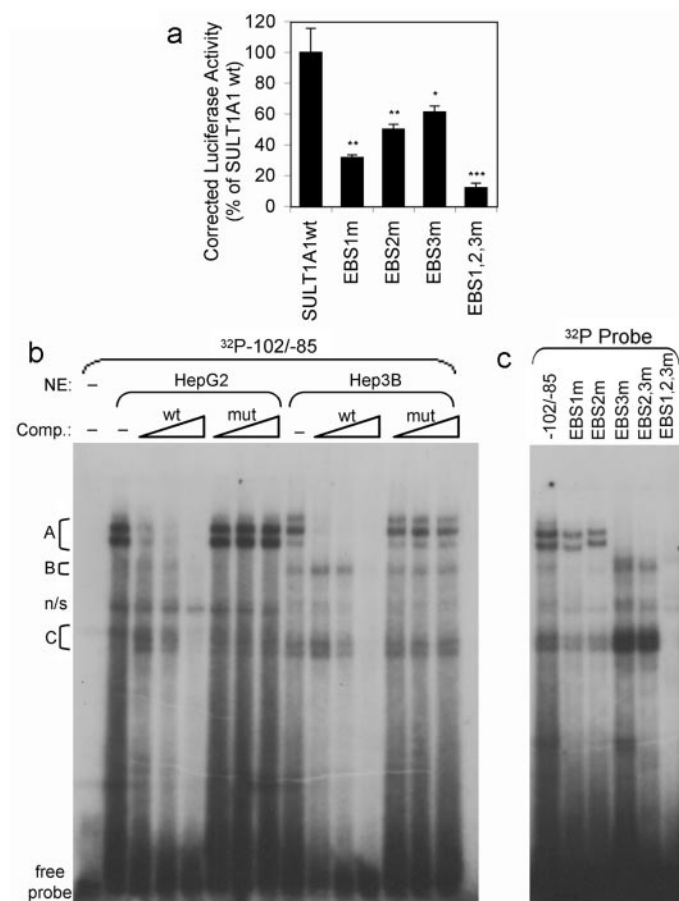 a
Corrected Luciferase Activity
(% of SULT1A1 wt)
120
100
80
60
40
20
0
** ** * ***
SULT1A1wt
EBS1m
EBS2m
EBS3m
EBS1,2,3m
b
³²P-102/-85
NE: –
HepG2 Hep3B
Comp.: – – wt mut – wt mut
A
B
n/s
C
free
probe
c
³²P Probe
-102/-85
EBS1m
EBS2m
EBS3m
EBS2,3m
EBS1,2,3m